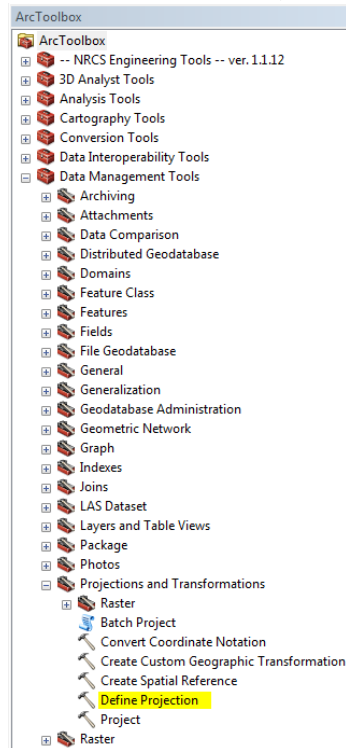 ArcToolbox
ArcToolbox
-- NRCS Engineering Tools -- ver. 1.1.12
3D Analyst Tools
Analysis Tools
Cartography Tools
Conversion Tools
Data Interoperability Tools
Data Management Tools
Archiving
Attachments
Data Comparison
Distributed Geodatabase
Domains
Feature Class
Features
Fields
File Geodatabase
General
Generalization
Geodatabase Administration
Geometric Network
Graph
Indexes
Joins
LAS Dataset
Layers and Table Views
Package
Photos
Projections and Transformations
Raster
Batch Project
Convert Coordinate Notation
Create Custom Geographic Transformation
Create Spatial Reference
Define Projection
Project
Raster